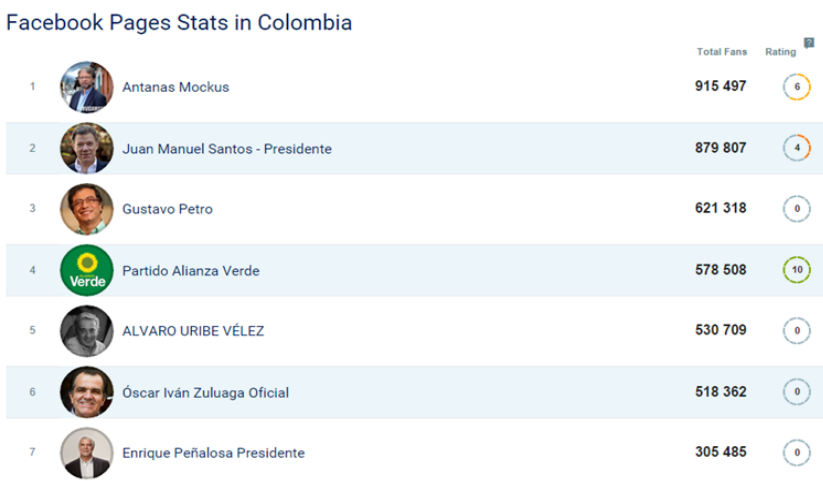 Facebook Pages Stats in Colombia
Total Fans Rating ?
1 Antanas Mockus 915 497 6
2 Juan Manuel Santos - Presidente 879 807 4
3 Gustavo Petro 621 318 0
4 Verde Partido Alianza Verde 578 508 10
5 ALVARO URIBE VÉLEZ 530 709 0
6 Óscar Iván Zuluaga Oficial 518 362 0
7 Enrique Peñalosa Presidente 305 485 0